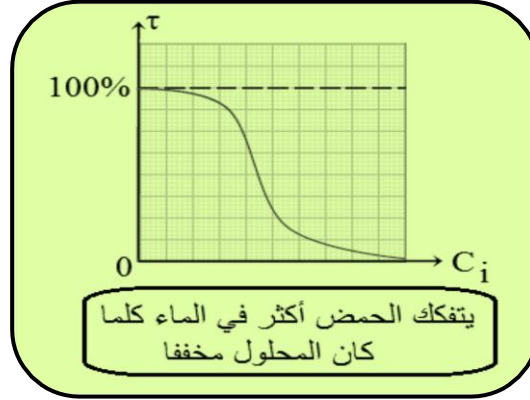 τ
100%
0
C i
يتفكك الحمض أكثر في الماء كلما
كان المحلول مخففا